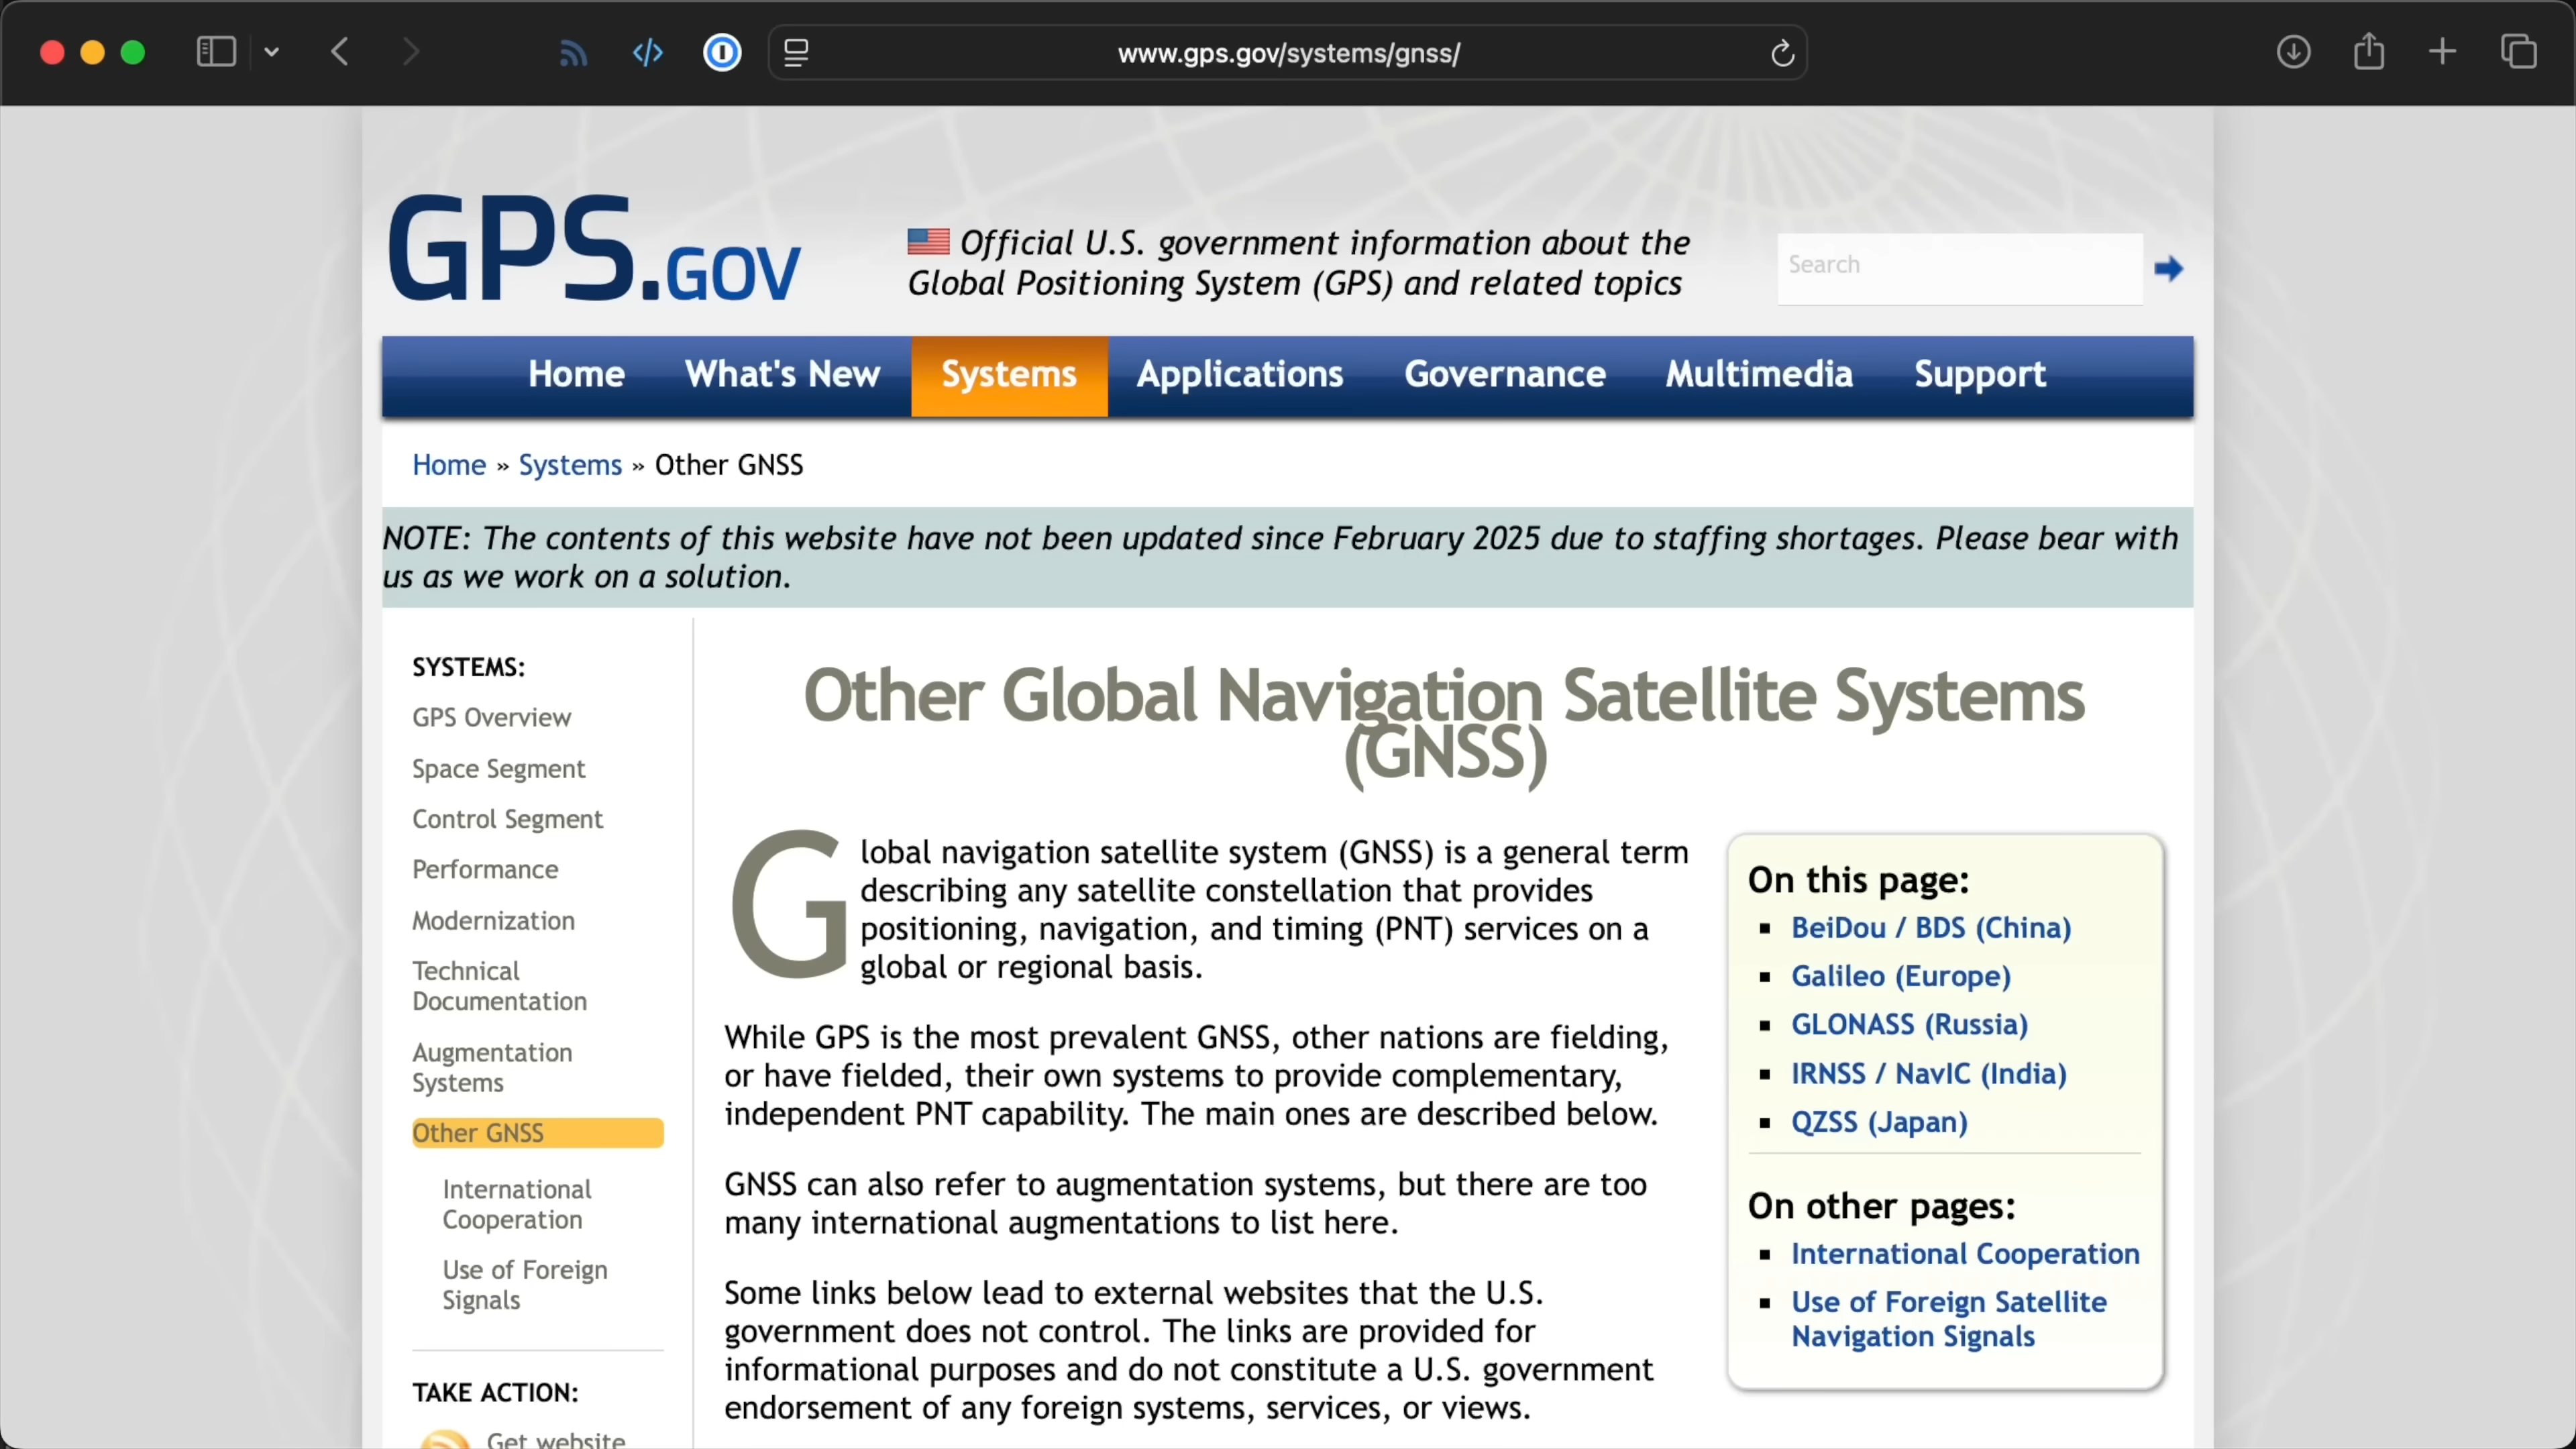 www.gps.gov/systems/gnss/
GPS.GOV
Official U.S. government information about the
Global Positioning System (GPS) and related topics
Search
Home What's New Systems Applications Governance Multimedia Support
Home » Systems » Other GNSS
NOTE: The contents of this website have not been updated since February 2025 due to staffing shortages. Please bear with
us as we work on a solution.
SYSTEMS:
GPS Overview
Space Segment
Control Segment
Performance
Modernization
Technical
Documentation
Augmentation
Systems
Other GNSS
International
Cooperation
Use of Foreign
Signals
TAKE ACTION:
Get website
Other Global Navigation Satellite Systems
(GNSS)
Global navigation satellite system (GNSS) is a general term
describing any satellite constellation that provides
positioning, navigation, and timing (PNT) services on a
global or regional basis.
While GPS is the most prevalent GNSS, other nations are fielding,
or have fielded, their own systems to provide complementary,
independent PNT capability. The main ones are described below.
GNSS can also refer to augmentation systems, but there are too
many international augmentations to list here.
Some links below lead to external websites that the U.S.
government does not control. The links are provided for
informational purposes and do not constitute a U.S. government
endorsement of any foreign systems, services, or views.
On this page:
BeiDou / BDS (China)
Galileo (Europe)
GLONASS (Russia)
IRNSS / NavIC (India)
QZSS (Japan)
On other pages:
International Cooperation
Use of Foreign Satellite
Navigation Signals